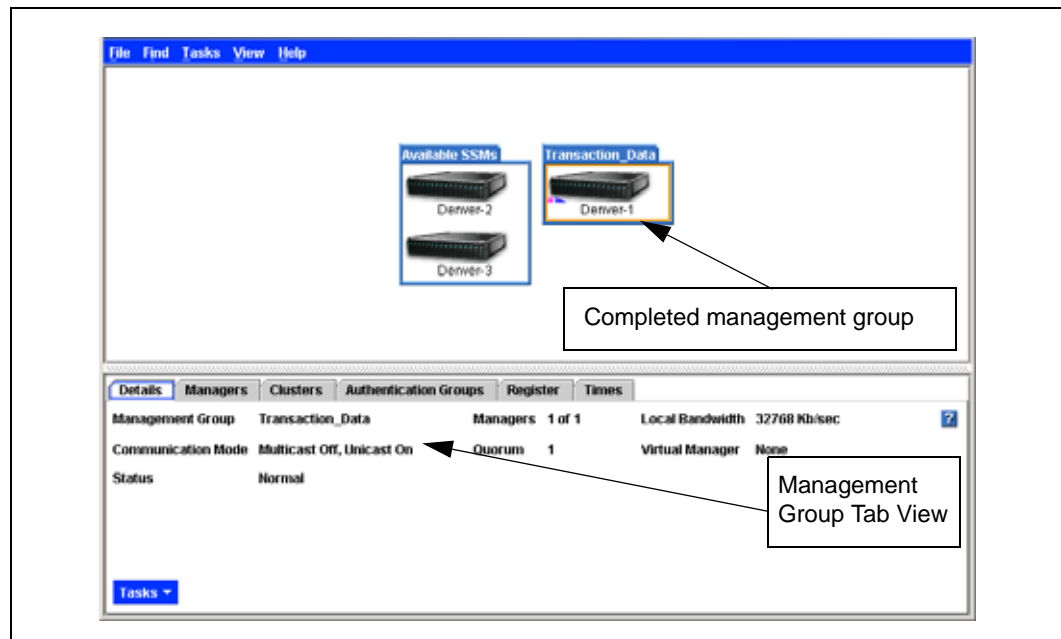 File Find Tasks View Help
Available SSMs
Transaction_Data
Denver-2
Denver-1
Denver-3
Completed management group
Details Managers Clusters Authentication Groups Register Times
Management Group Transaction_Data Managers 1 of 1 Local Bandwidth 32768 Kb/sec ?
Communication Mode Multicast Off, Unicast On Quorum 1 Virtual Manager None
Status Normal
Management
Group Tab View
Tasks